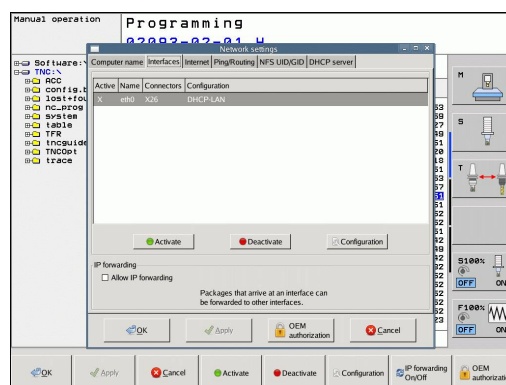 Manual operation
Programming
02093-02-01.H
Network settings
Software:
TNC:\
ACC
config.b
lost+fou
nc_prog
system
table
TFR
tncguide
TNCOpt
trace
Computer name Interfaces Internet Ping/Routing NFS UID/GID DHCP server
Active Name Connectors Configuration
X eth0 X26 DHCP-LAN
Activate Deactivate Configuration
IP forwarding
Allow IP forwarding
Packages that arrive at an interface can
be forwarded to other interfaces.
OK Apply OEM authorization Cancel
M
S
T
S100%
OFF ON
F100%
OFF ON
OK Apply Cancel Activate Deactivate Configuration IP forwarding On/Off OEM authorizati